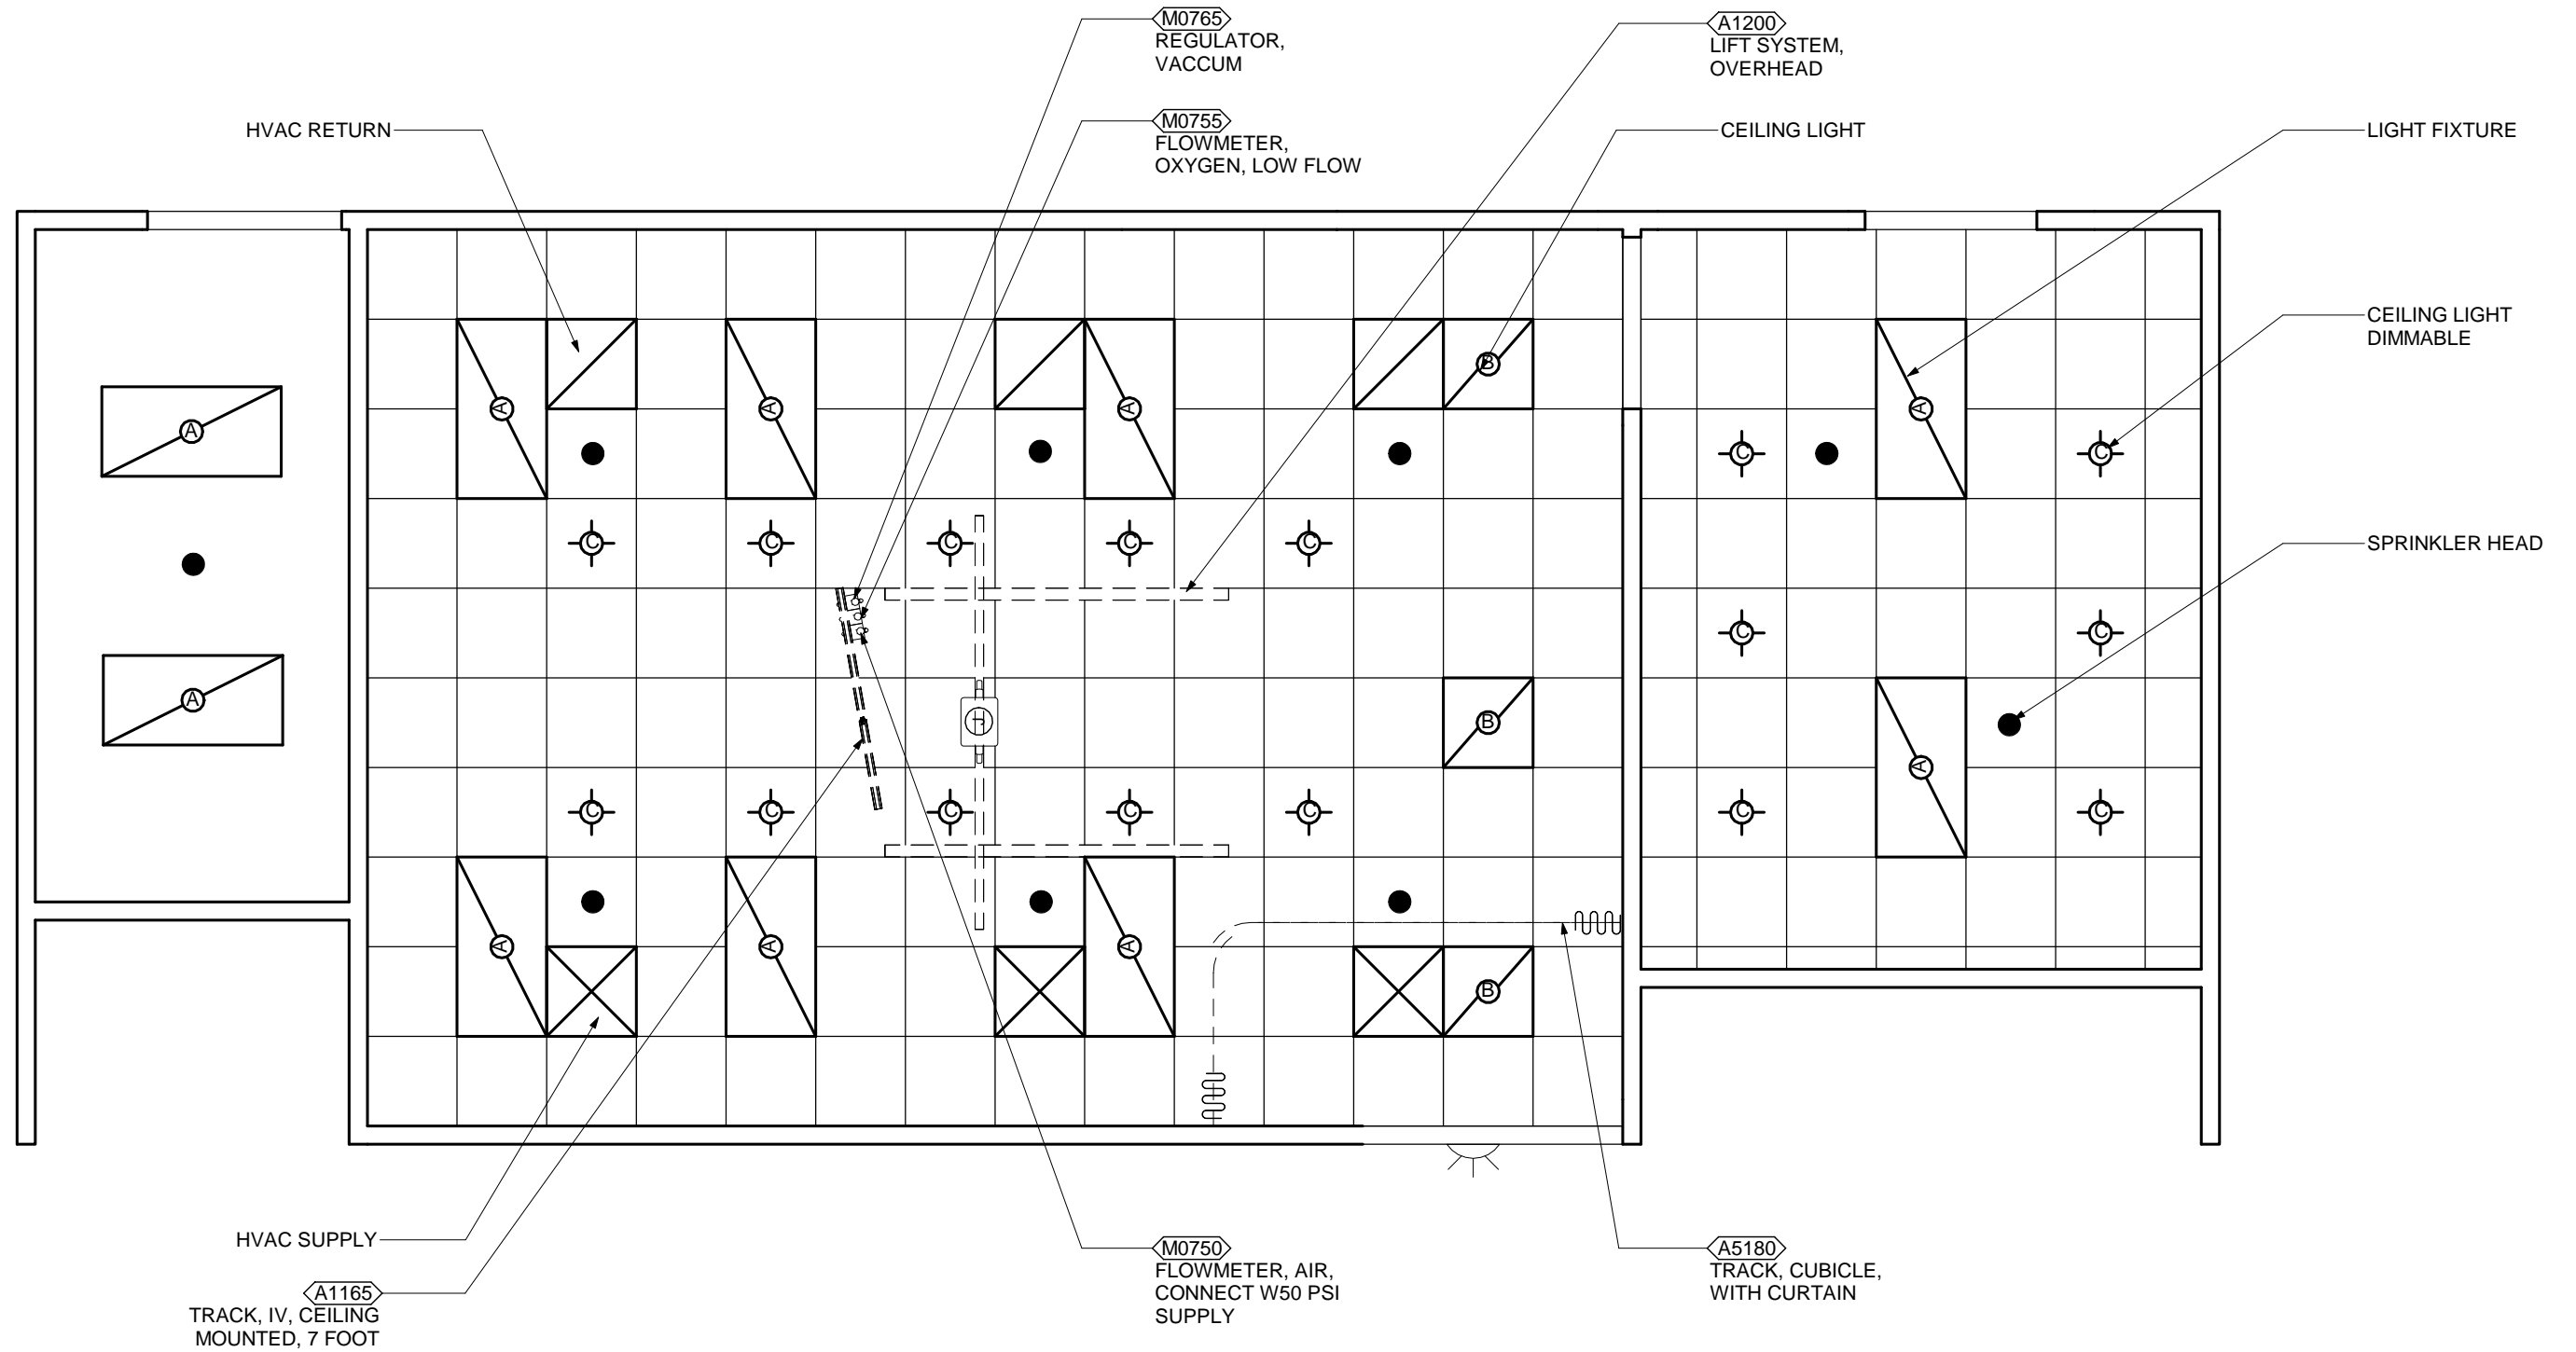 M0765
REGULATOR,
VACCUM
A1200
LIFT SYSTEM,
OVERHEAD
HVAC RETURN
M0755
FLOWMETER,
OXYGEN, LOW FLOW
CEILING LIGHT
LIGHT FIXTURE
CEILING LIGHT
DIMMABLE
SPRINKLER HEAD
A
A
A
A
A
B
A
C
C
C
C
C
C
C
C
C
A
J
B
A
C
C
C
C
C
C
C
A
A
A
B
HVAC SUPPLY
A1165
TRACK, IV, CEILING
MOUNTED, 7 FOOT
M0750
FLOWMETER, AIR,
CONNECT W50 PSI
SUPPLY
A5180
TRACK, CUBICLE,
WITH CURTAIN